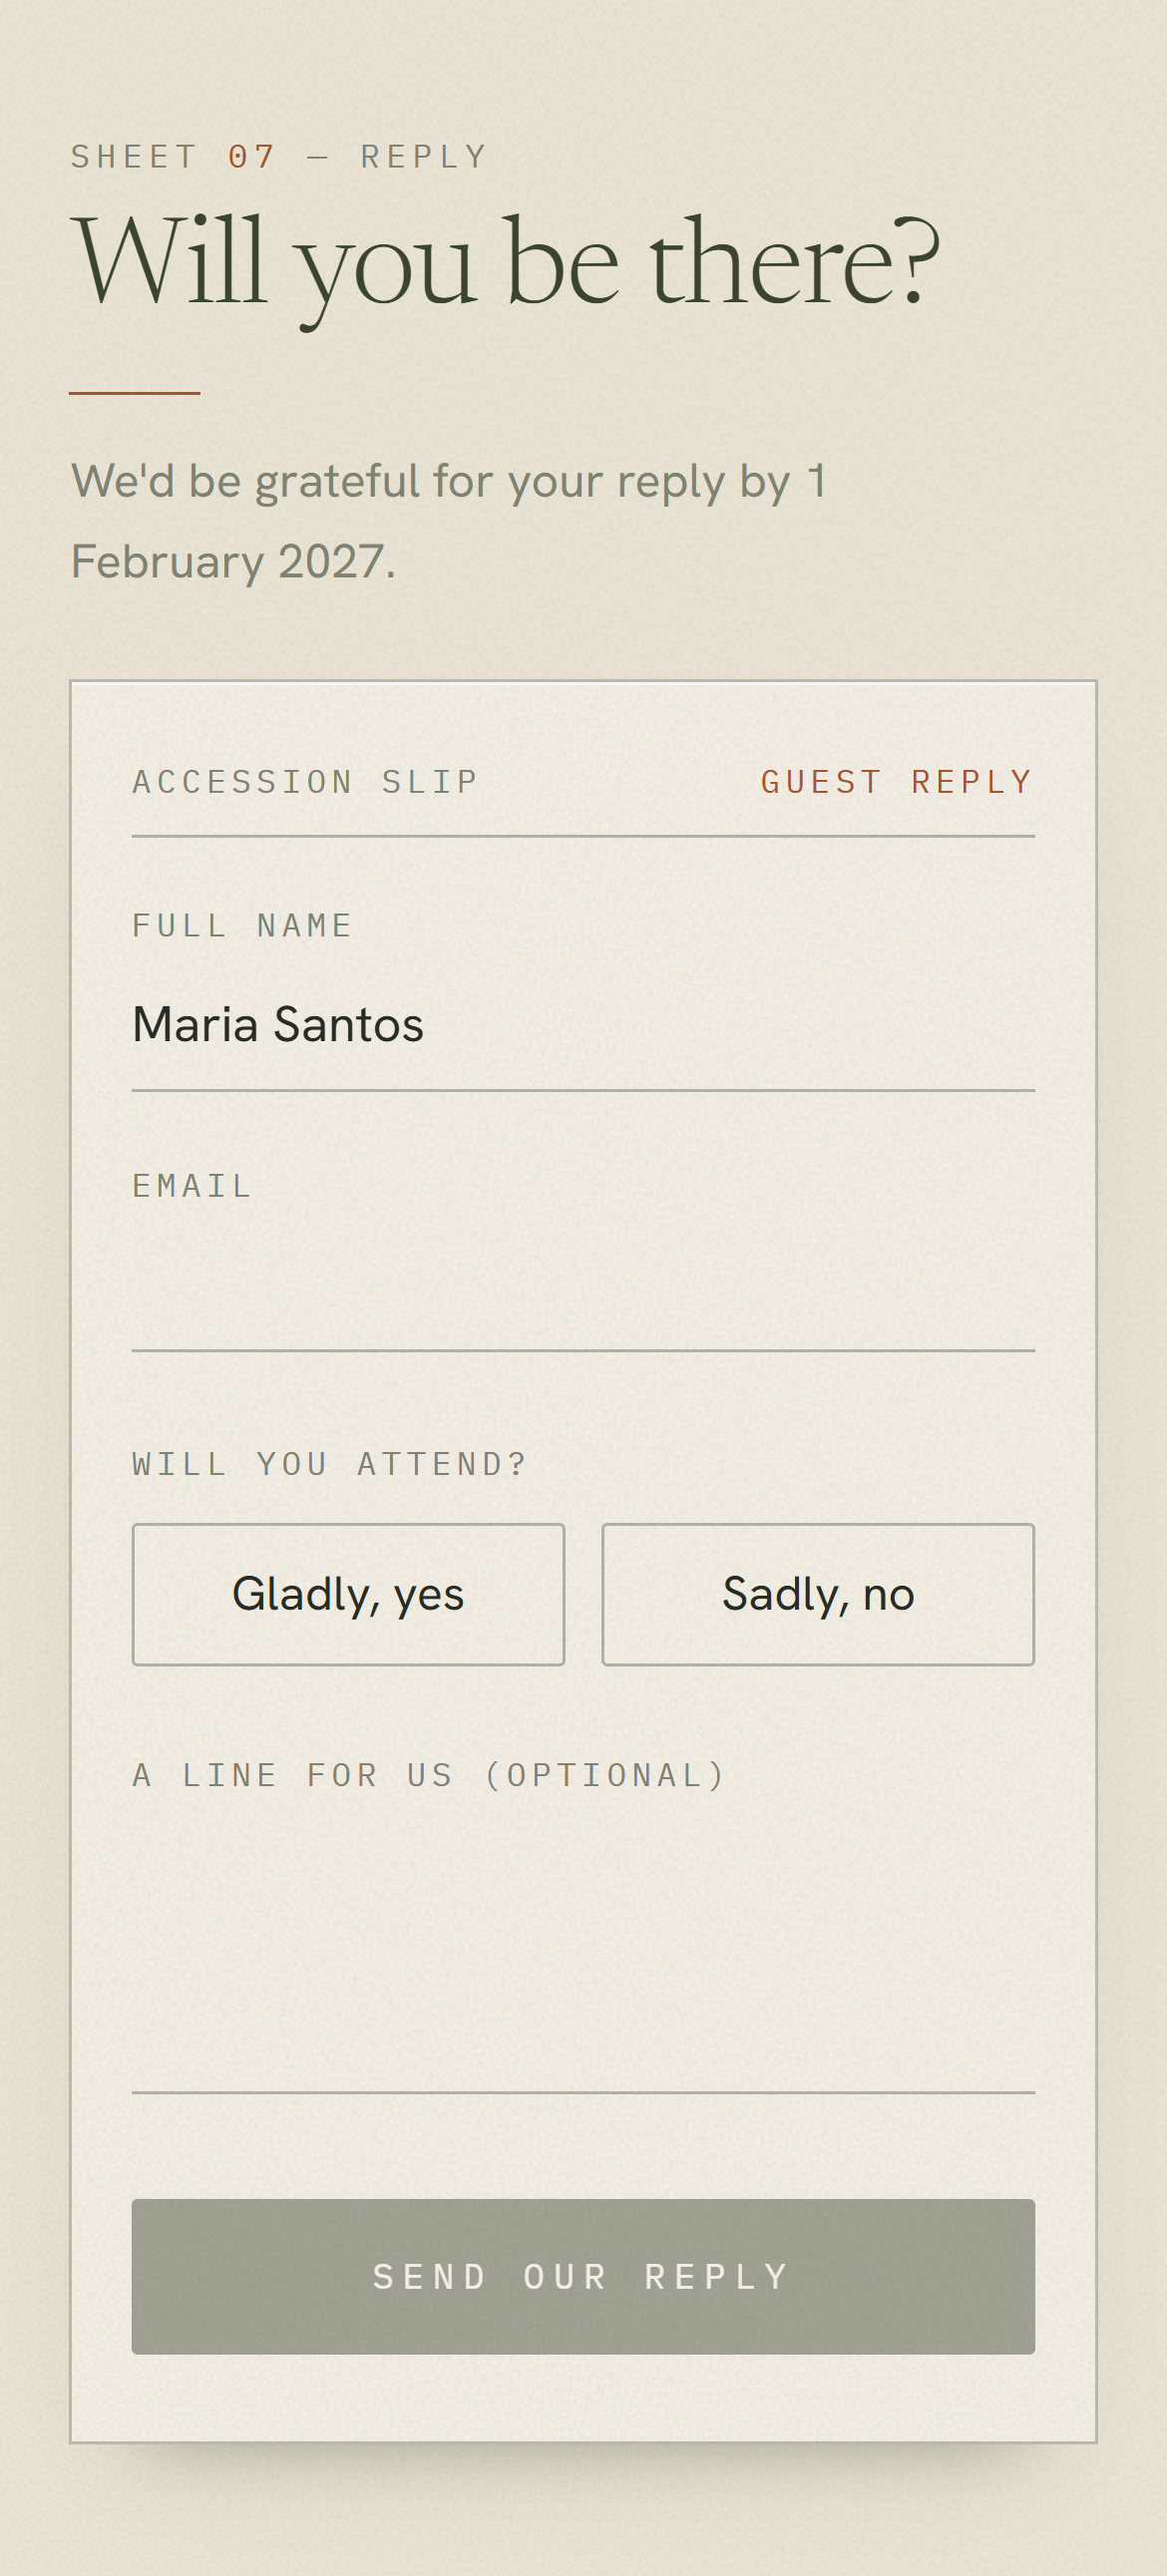 SHEET 07 — REPLY
Will you be there?
We'd be grateful for your reply by 1
February 2027.
ACCESSION SLIP
GUEST REPLY
FULL NAME
Maria Santos
EMAIL
WILL YOU ATTEND?
Gladly, yes
Sadly, no
A LINE FOR US (OPTIONAL)
SEND OUR REPLY